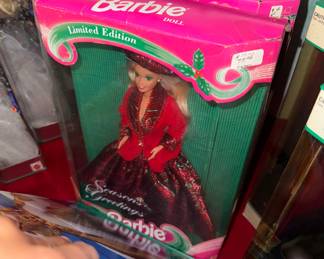 Barbie
DOLL
Limited Edition
Season's
Greetings
Barbie